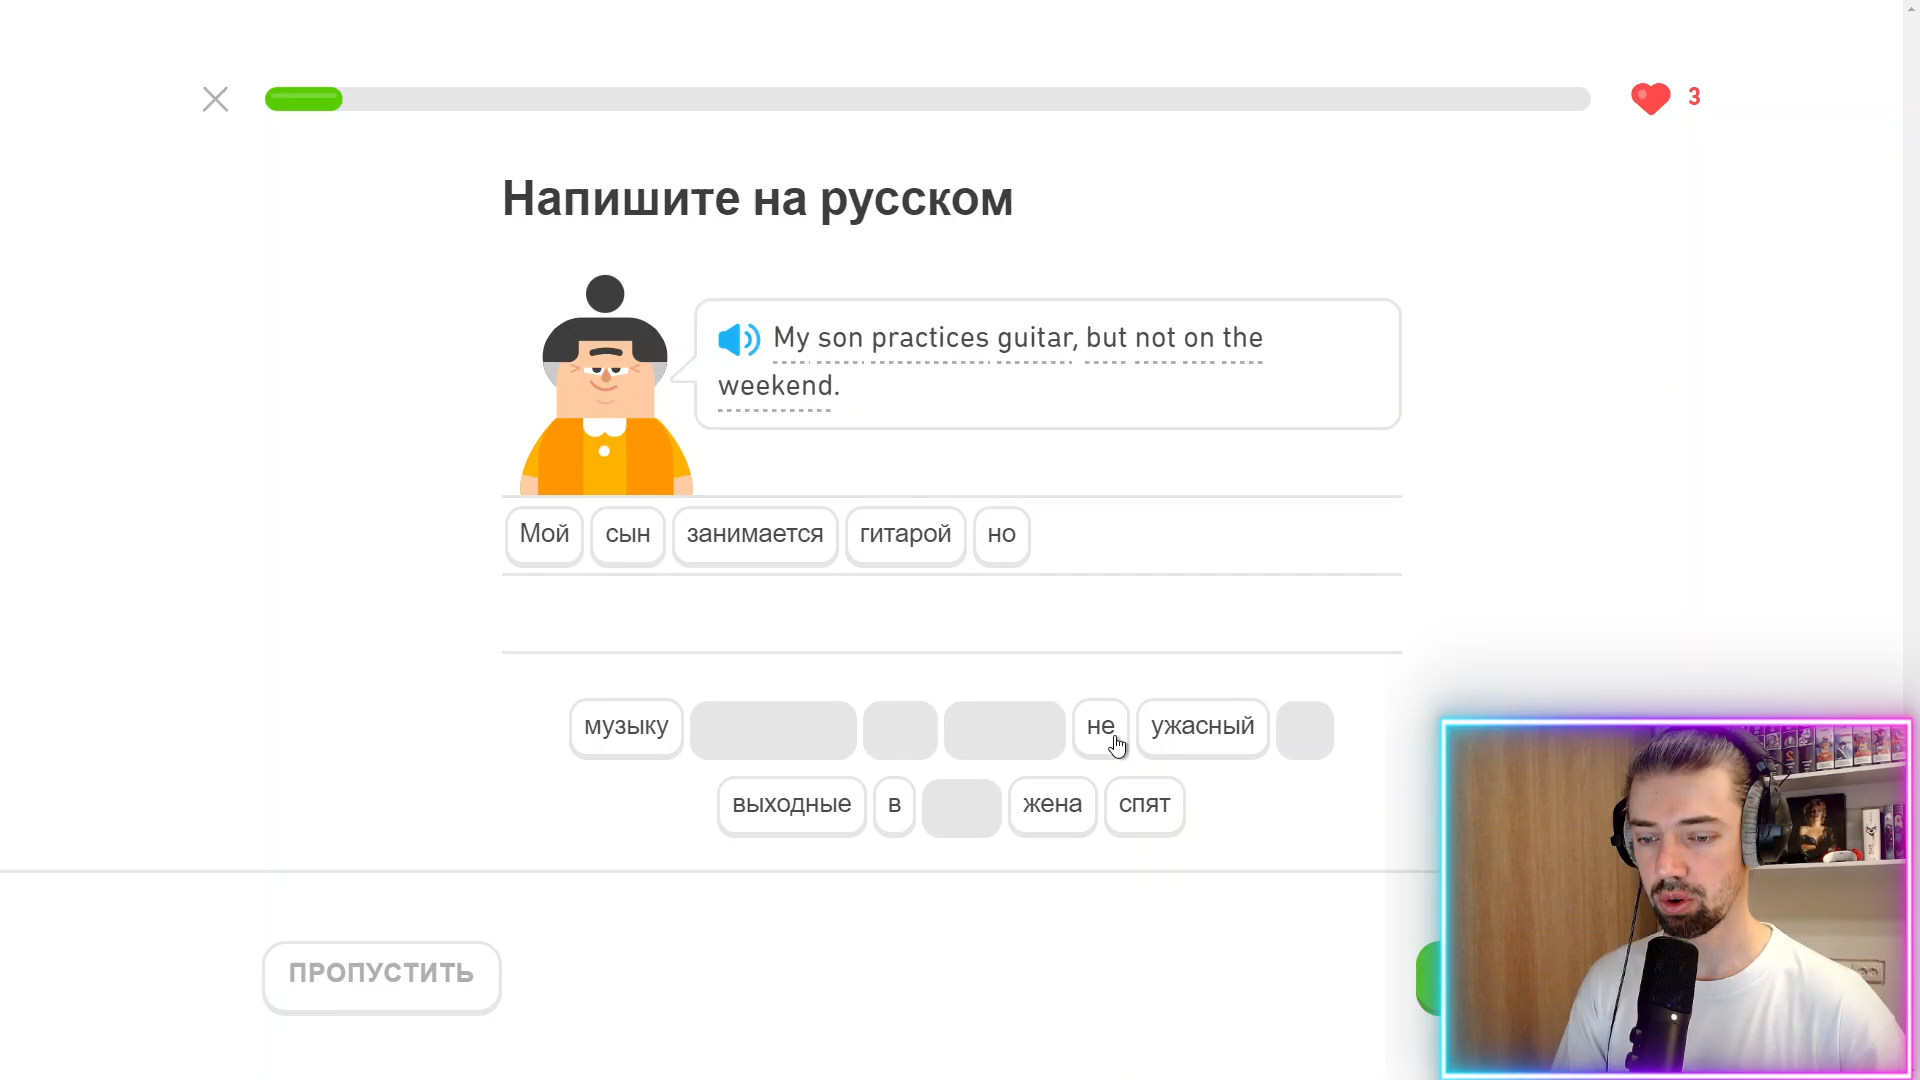 3
Напишите на русском
My son practices guitar, but not on the
weekend.
Мой сын занимается гитарой но
музыку не ужасный
выходные в жена спят
ПРОПУСТИТЬ